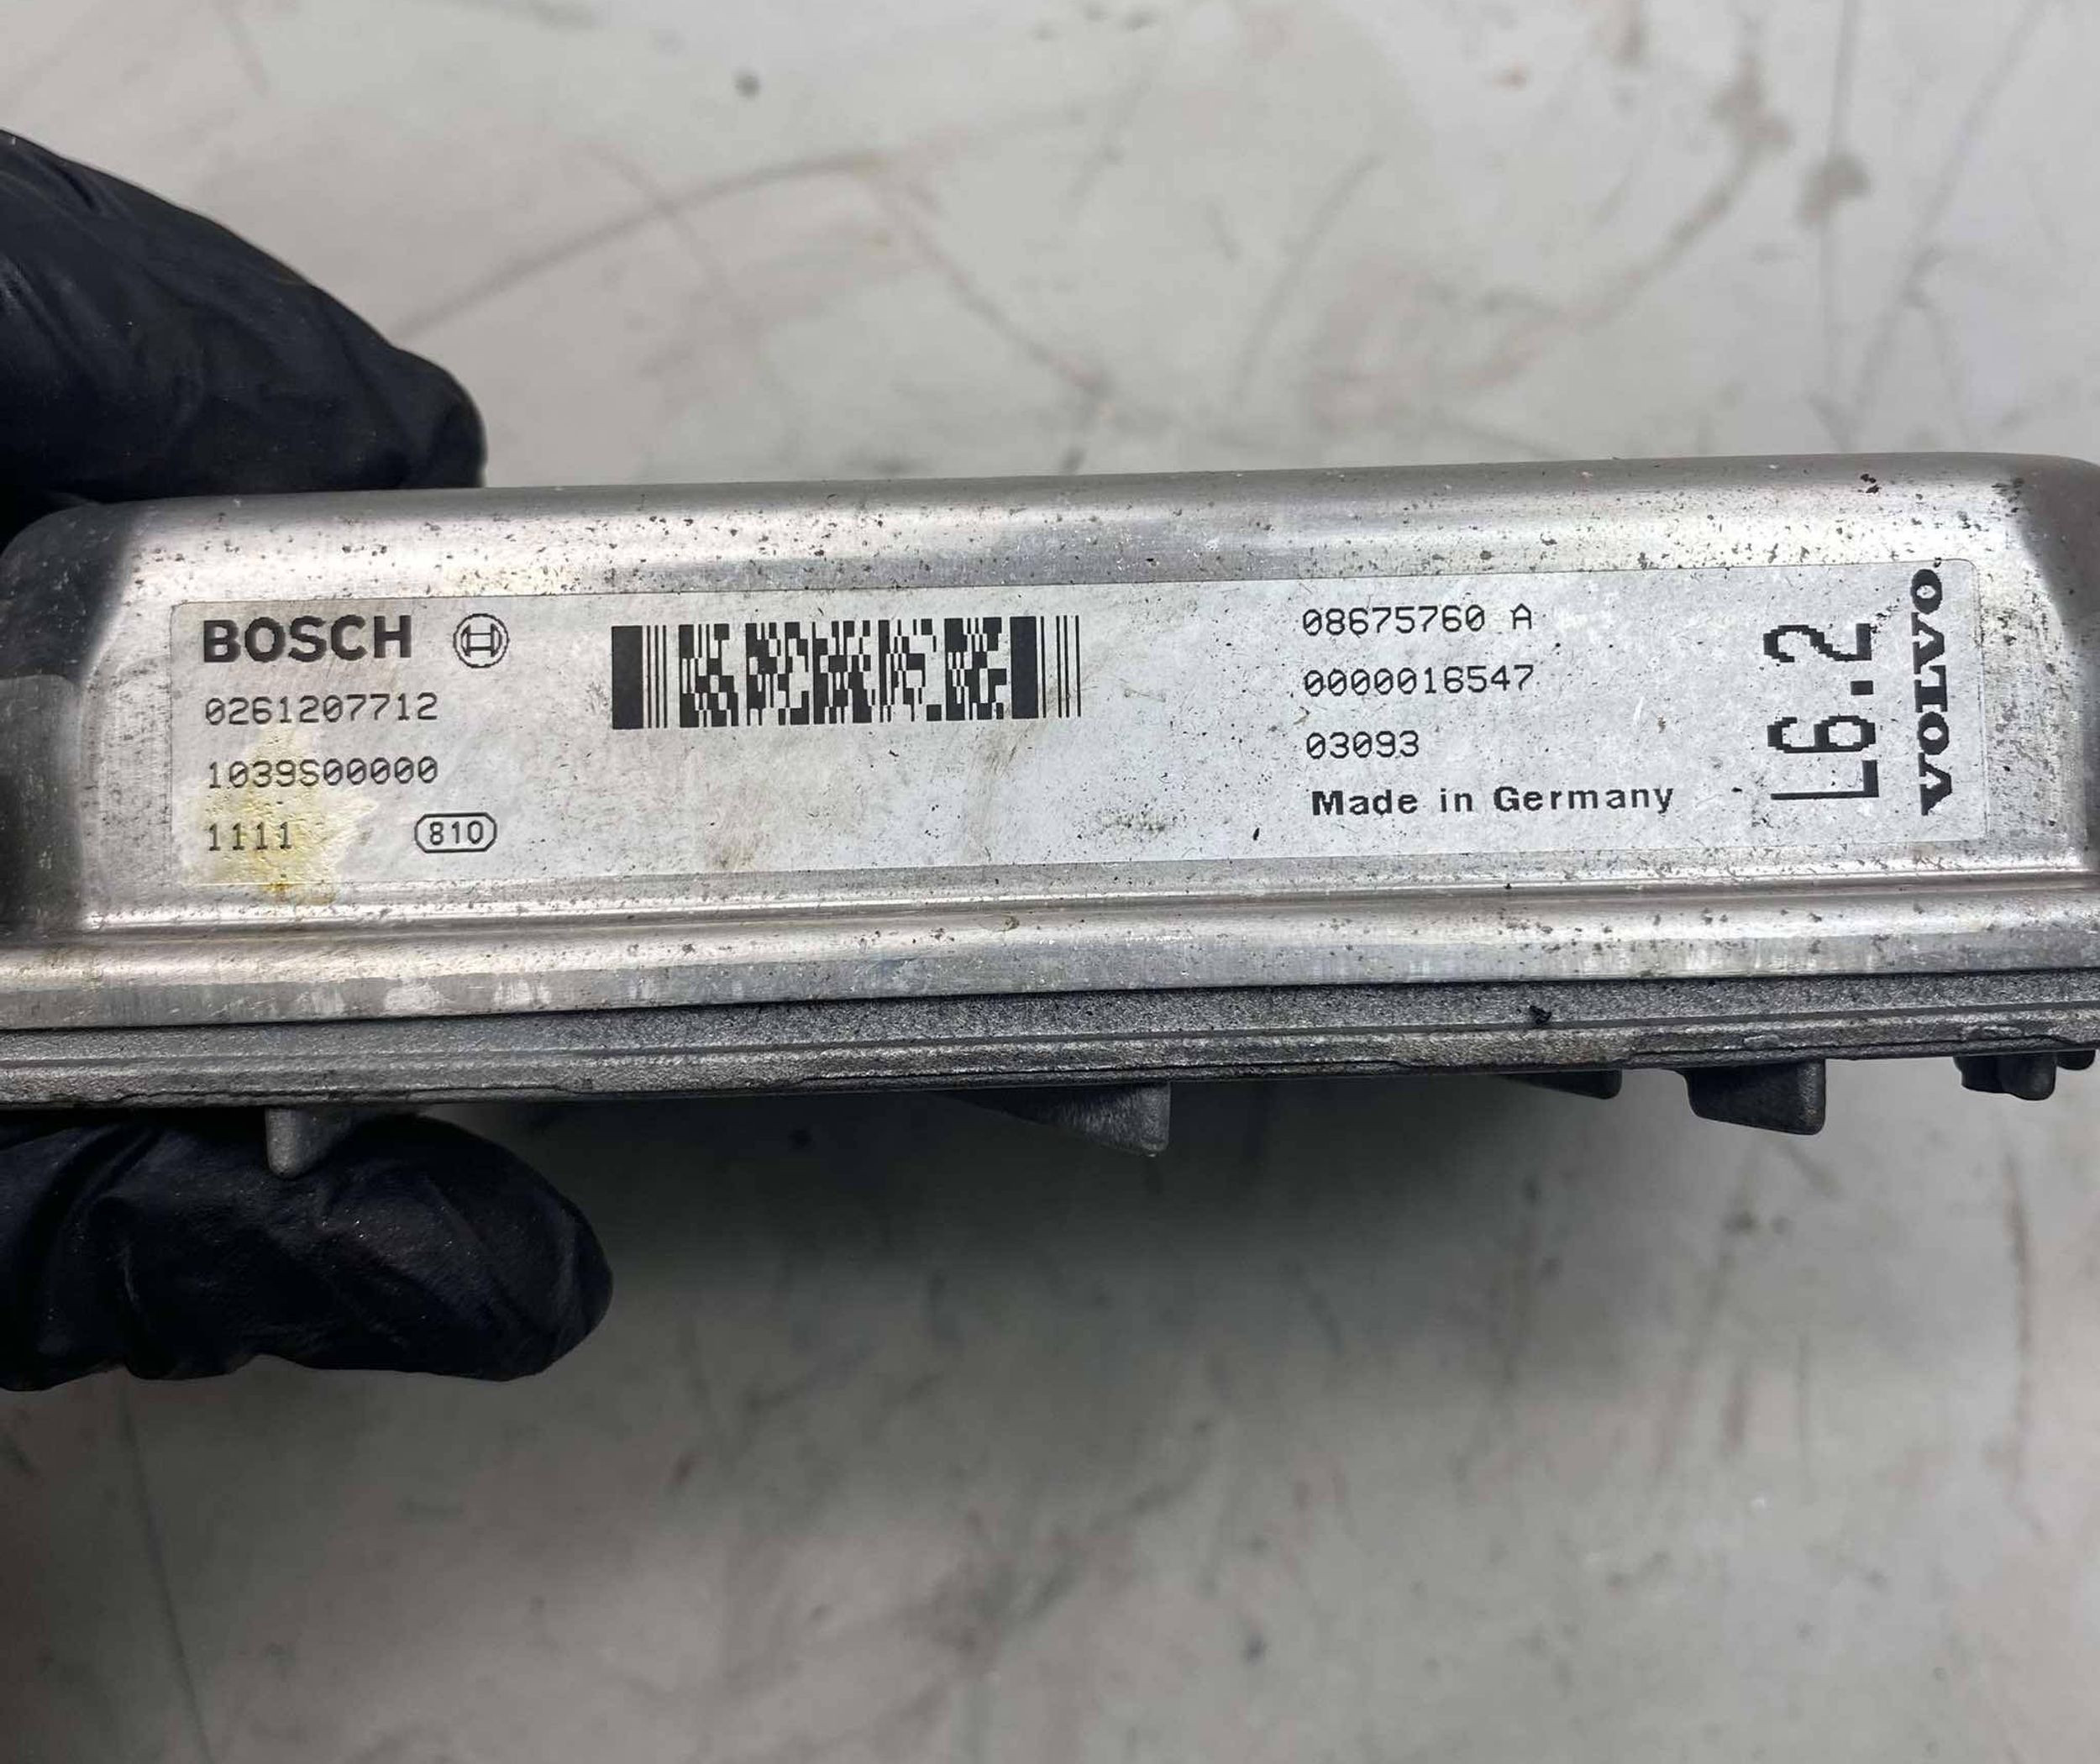 BOSCH
0261207712
1039S00000
1111 810
08675760 A
0000016547
03093
Made in Germany
L6.2
VOLVO